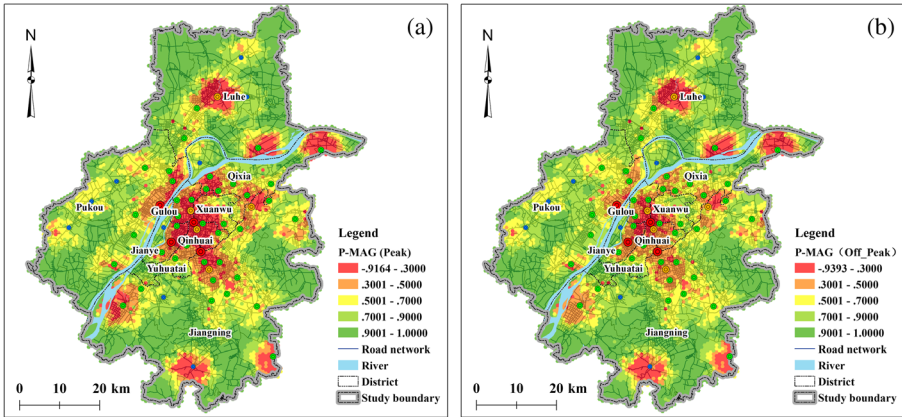 (a)
N
Luhe
Qixia
Pukou
Gulou
Xuanwu
Qinhuai
Jianye
Yuhuatai
Jiangning
Legend
P-MAG (Peak)
-.9164 - .3000
.3001 - .5000
.5001 - .7000
.7001 - .9000
.9001 - 1.0000
Road network
River
District
Study boundary
0 10 20 km
(b)
N
Luhe
Qixia
Pukou
Gulou
Xuanwu
Qinhuai
Jianye
Yuhuatai
Jiangning
Legend
P-MAG（Off_Peak）
-.9393 - .3000
.3001 - .5000
.5001 - .7000
.7001 - .9000
.9001 - 1.0000
Road network
River
District
Study boundary
0 10 20 km